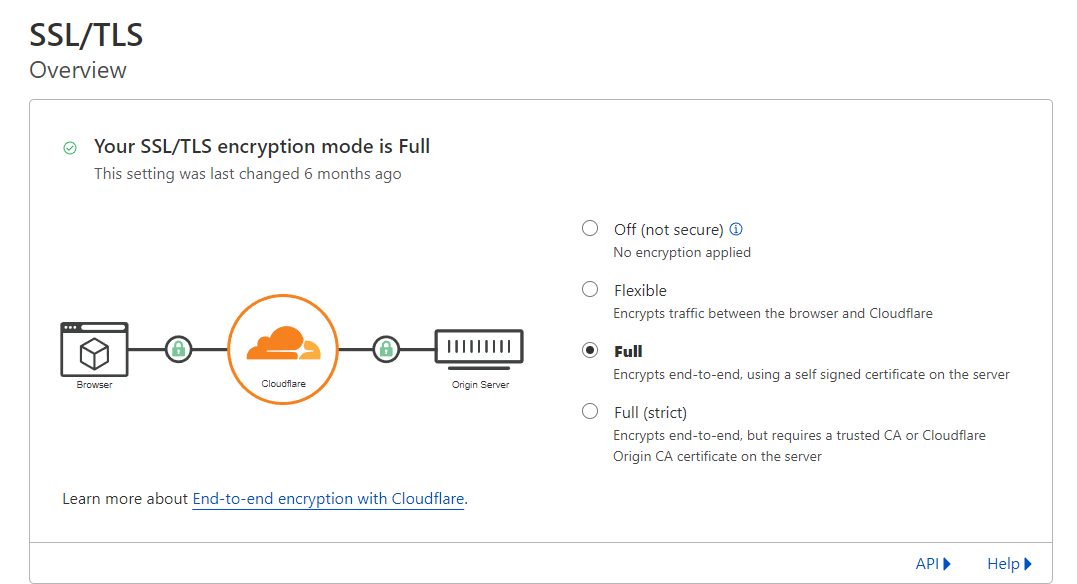 SSL/TLS
Overview
Your SSL/TLS encryption mode is Full
This setting was last changed 6 months ago
Off (not secure)
No encryption applied
Flexible
Encrypts traffic between the browser and Cloudflare
Full
Encrypts end-to-end, using a self signed certificate on the server
Full (strict)
Encrypts end-to-end, but requires a trusted CA or Cloudflare
Origin CA certificate on the server
Browser
Cloudflare
Origin Server
Learn more about End-to-end encryption with Cloudflare.
API
Help